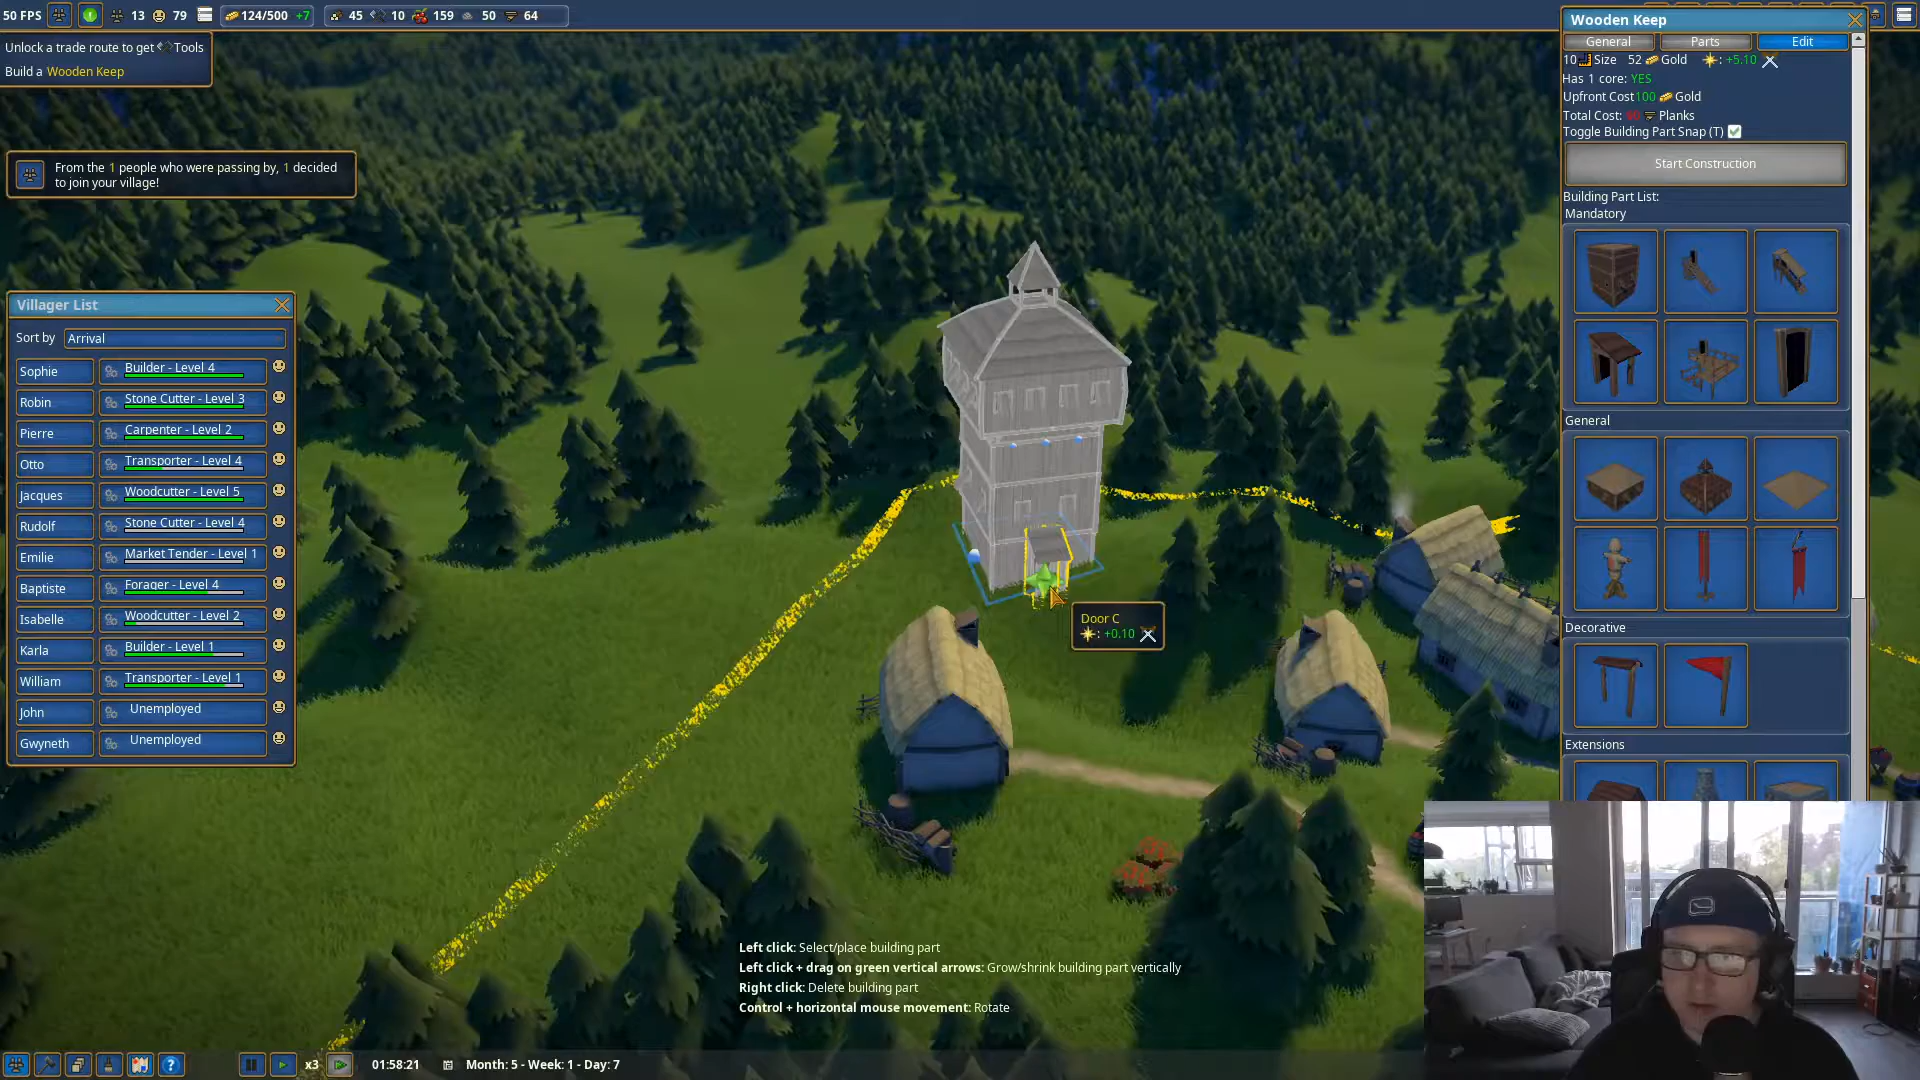 50 FPS
13
79
124/500 +7
45
10
159
50
64
Unlock a trade route to get Tools
Build a Wooden Keep
From the 1 people who were passing by, 1 decided
to join your village!
Villager List
Sort by Arrival
Sophie Builder - Level 4
Robin Stone Cutter - Level 3
Pierre Carpenter - Level 2
Otto Transporter - Level 4
Jacques Woodcutter - Level 5
Rudolf Stone Cutter - Level 4
Emilie Market Tender - Level 1
Baptiste Forager - Level 4
Isabelle Woodcutter - Level 2
Karla Builder - Level 1
William Transporter - Level 1
John Unemployed
Gwyneth Unemployed
Door C
: +0.10
Left click: Select/place building part
Left click + drag on green vertical arrows: Grow/shrink building part vertically
Right click: Delete building part
Control + horizontal mouse movement: Rotate
x3
01:58:21
Month: 5 - Week: 1 - Day: 7
Wooden Keep
General Parts Edit
10 Size 52 Gold : +5.10
Has 1 core: YES
Upfront Cost 100 Gold
Total Cost: Planks
Toggle Building Part Snap (T)
Start Construction
Building Part List:
Mandatory
General
Decorative
Extensions